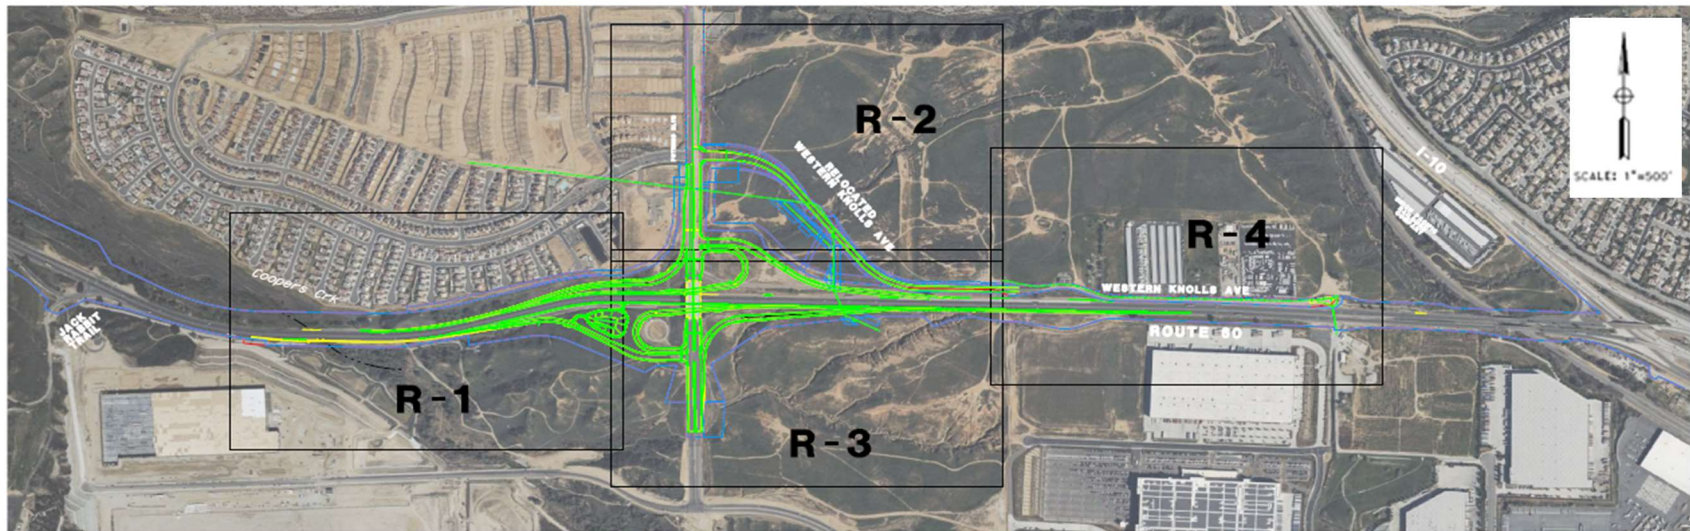 R-2
RELOCATED
WESTERN KNOLLS AVE
I-10
SCALE: 1"=500'
R-4
Coopers Crk
WESTERN KNOLLS AVE
JACK
RABBIT
TRAIL
ROUTE 60
R-1
R-3